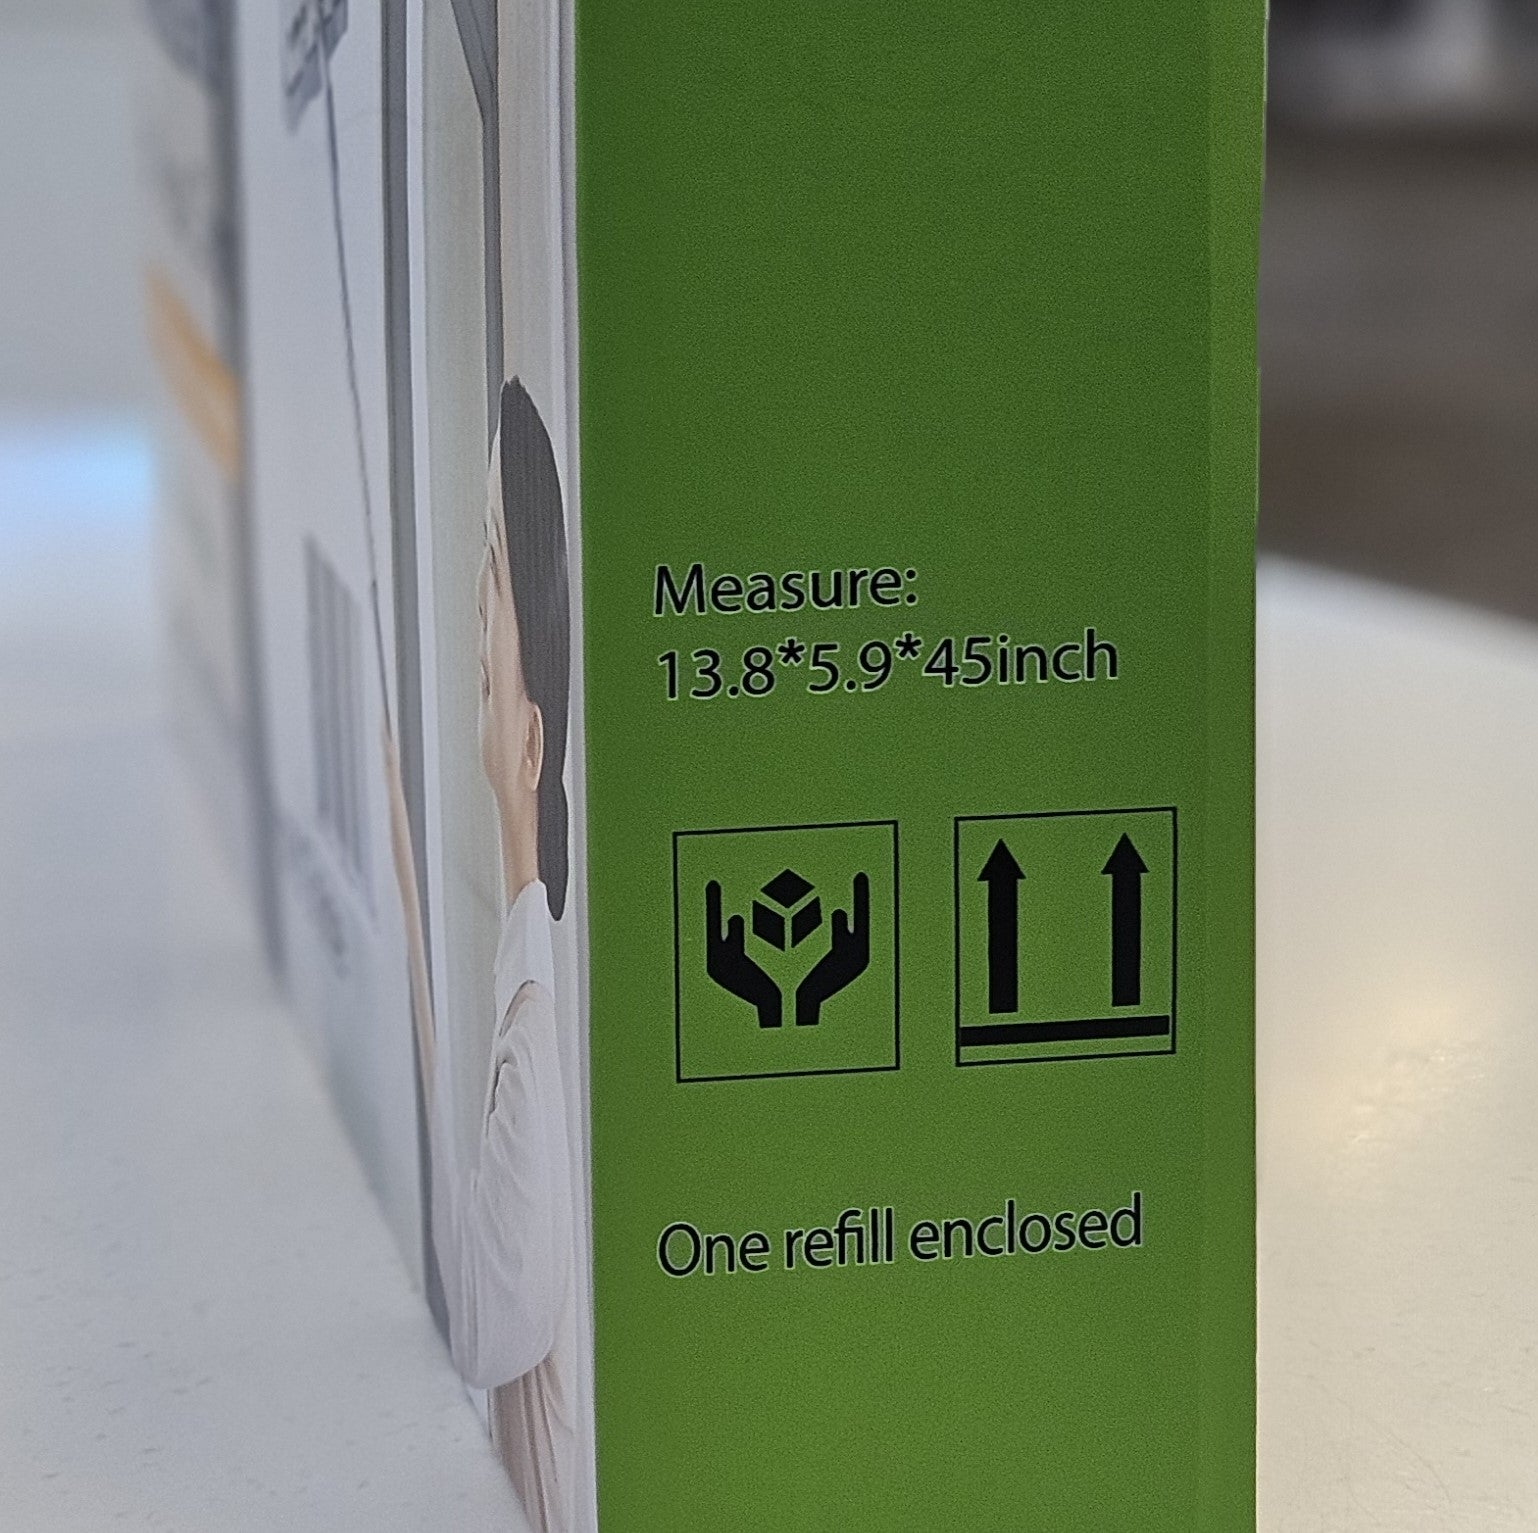 Measure:
13.8*5.9*45inch
One refill enclosed